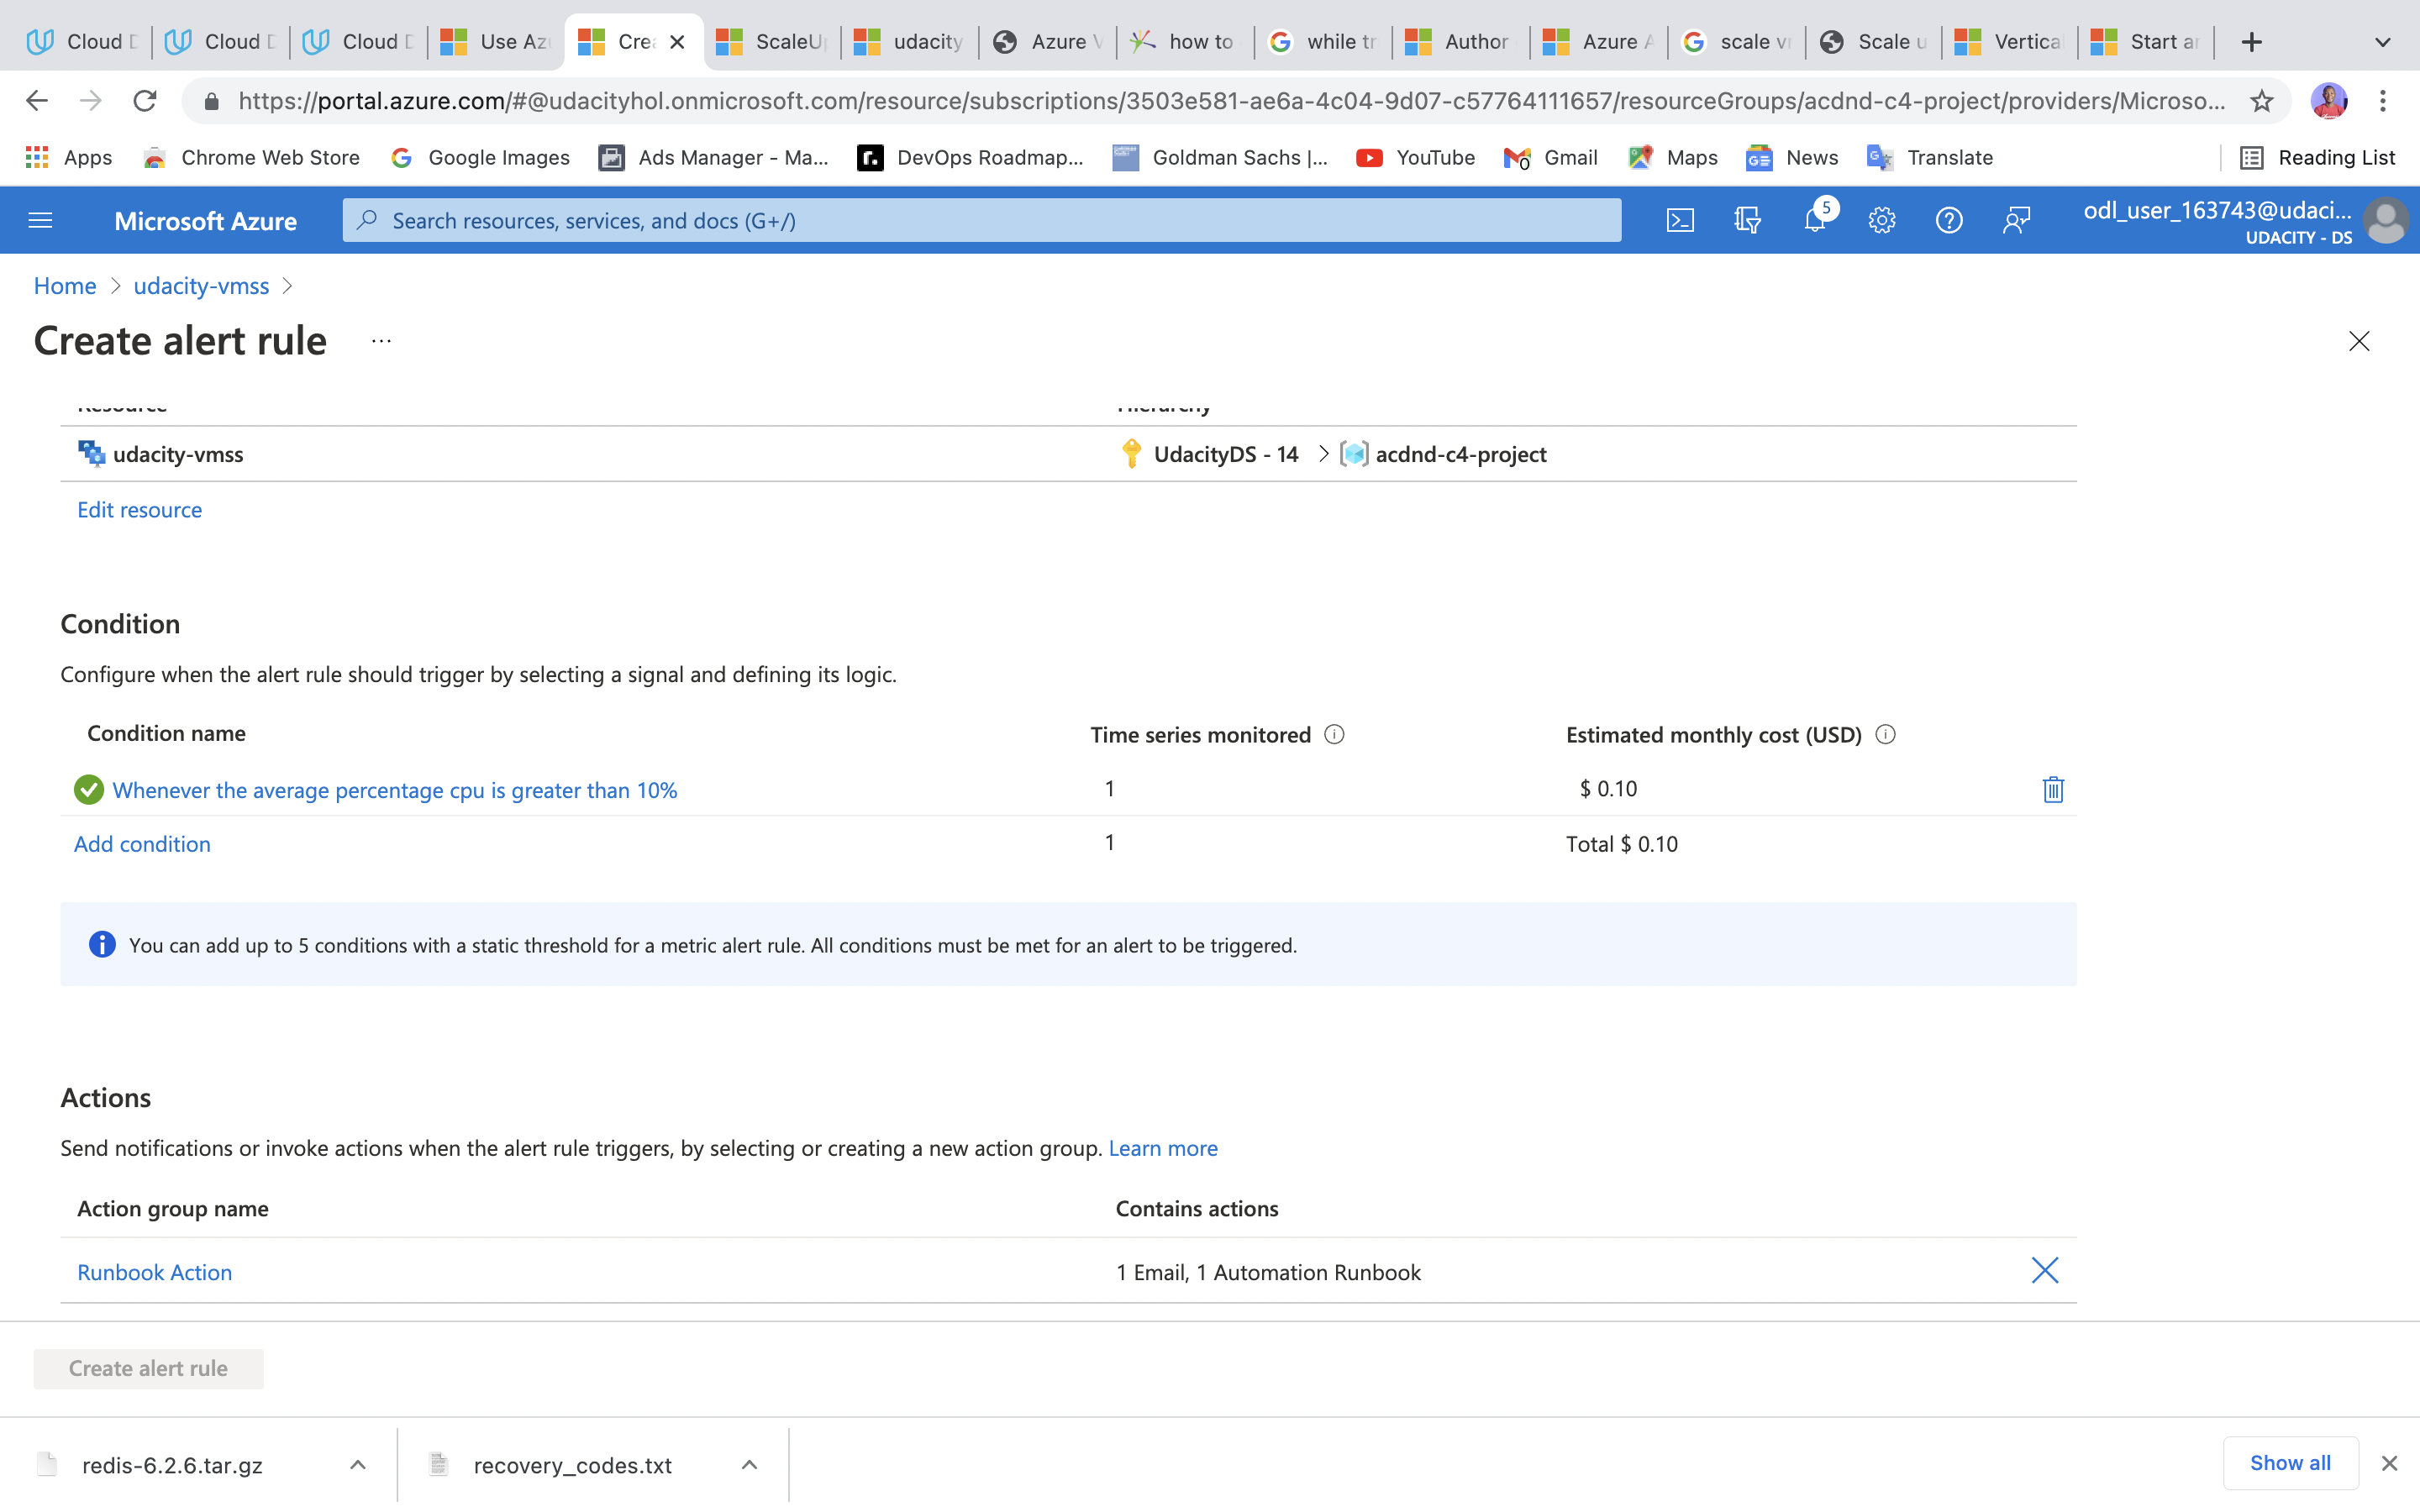 Cloud D
Cloud D
Cloud D
Use Az
Cre
ScaleU
udacity
Azure V
how to
while tr
Author
Azure A
scale v
Scale u
Vertica
Start a
https://portal.azure.com/#@udacityhol.onmicrosoft.com/resource/subscriptions/3503e581-ae6a-4c04-9d07-c57764111657/resourceGroups/acdnd-c4-project/providers/Microso...
Apps
Chrome Web Store
Google Images
Ads Manager - Ma...
DevOps Roadmap...
Goldman Sachs |...
YouTube
Gmail
Maps
News
Translate
Reading List
Microsoft Azure
Search resources, services, and docs (G+/)
5
odl_user_163743@udaci...
UDACITY - DS
Home > udacity-vmss >
Create alert rule ...
Resource
Hierarchy
udacity-vmss
UdacityDS - 14 > acdnd-c4-project
Edit resource
Condition
Configure when the alert rule should trigger by selecting a signal and defining its logic.
Condition name
Time series monitored
Estimated monthly cost (USD)
Whenever the average percentage cpu is greater than 10%
1
$ 0.10
Add condition
1
Total $ 0.10
You can add up to 5 conditions with a static threshold for a metric alert rule. All conditions must be met for an alert to be triggered.
Actions
Send notifications or invoke actions when the alert rule triggers, by selecting or creating a new action group. Learn more
Action group name
Contains actions
Runbook Action
1 Email, 1 Automation Runbook
Create alert rule
redis-6.2.6.tar.gz
recovery_codes.txt
Show all